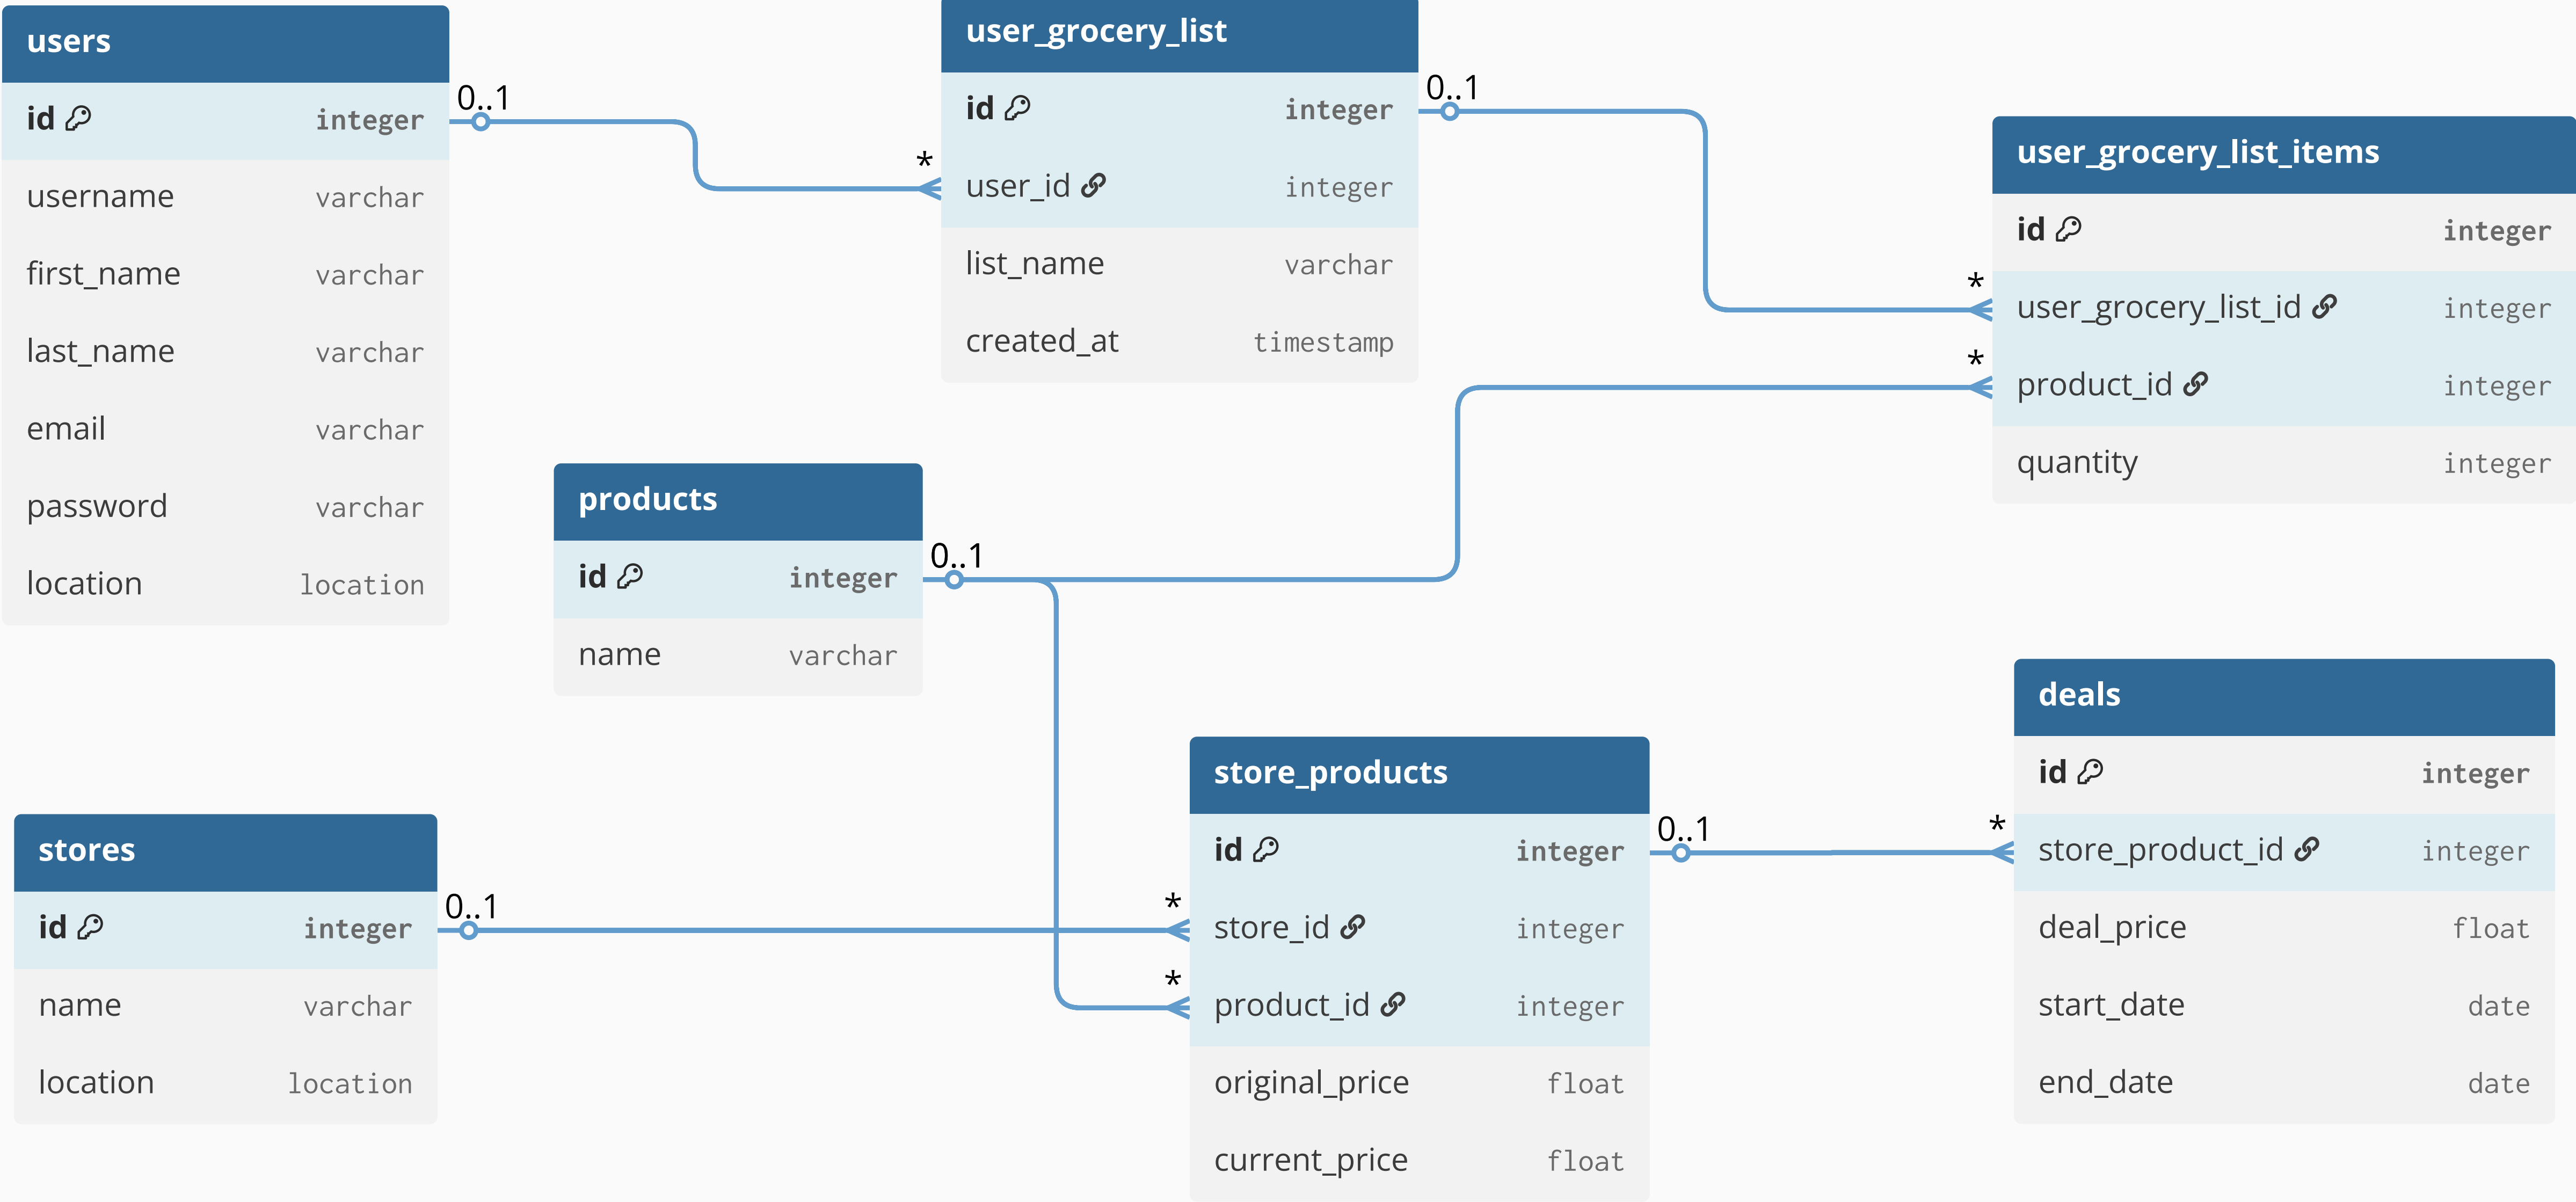 users
id integer
username varchar
first_name varchar
last_name varchar
email varchar
password varchar
location location
0..1
*
user_grocery_list
id integer
user_id integer
list_name varchar
created_at timestamp
0..1
*
*
user_grocery_list_items
id integer
user_grocery_list_id integer
product_id integer
quantity integer
products
id integer
name varchar
0..1
stores
id integer
name varchar
location location
0..1
*
*
store_products
id integer
store_id integer
product_id integer
original_price float
current_price float
0..1
*
deals
id integer
store_product_id integer
deal_price float
start_date date
end_date date